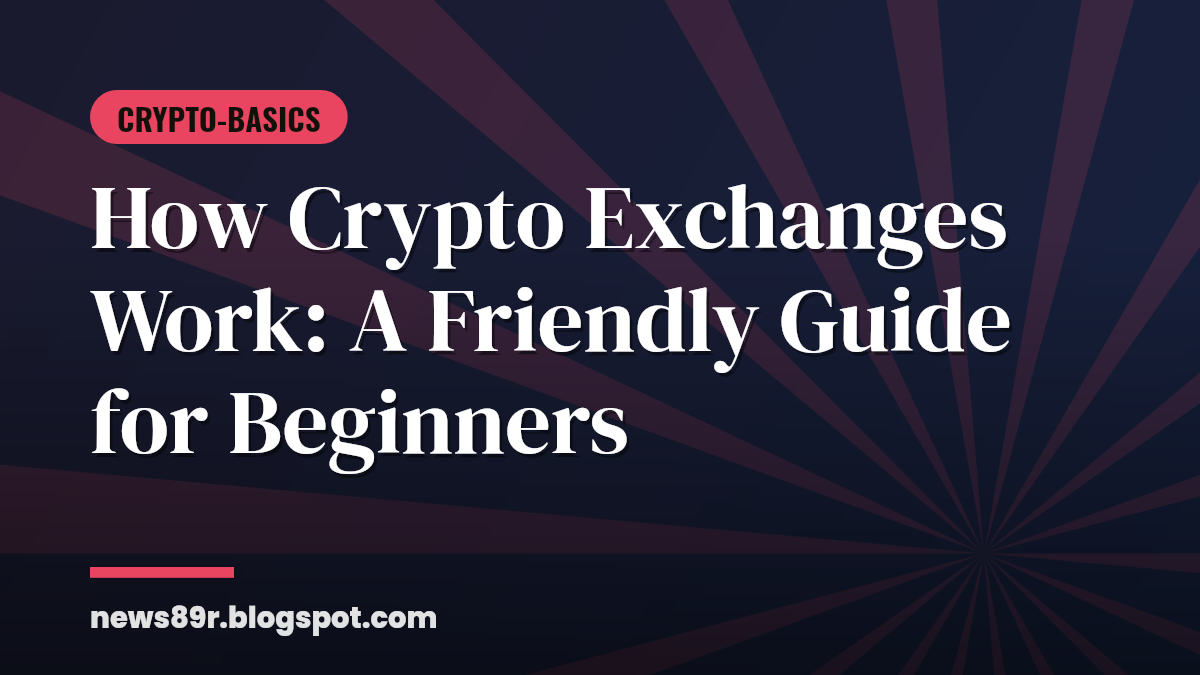 CRYPTO-BASICS
How Crypto Exchanges
Work: A Friendly Guide
for Beginners
news89r.blogspot.com